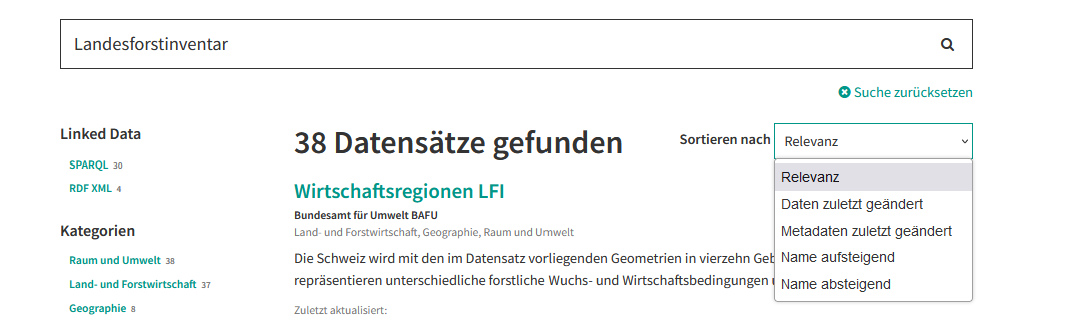 Landesforstinventar
Suche zurücksetzen
Linked Data
SPARQL 30
RDF XML 4
Kategorien
Raum und Umwelt 38
Land- und Forstwirtschaft 37
Geographie 8
38 Datensätze gefunden
Sortieren nach Relevanz
Relevanz
Daten zuletzt geändert
Metadaten zuletzt geändert
Name aufsteigend
Name absteigend
Wirtschaftsregionen LFI
Bundesamt für Umwelt BAFU
Land- und Forstwirtschaft, Geographie, Raum und Umwelt
Die Schweiz wird mit den im Datensatz vorliegenden Geometrien in vierzehn
repräsentieren unterschiedliche forstliche Wuchs- und Wirtschaftsbedingungen
Zuletzt aktualisiert: